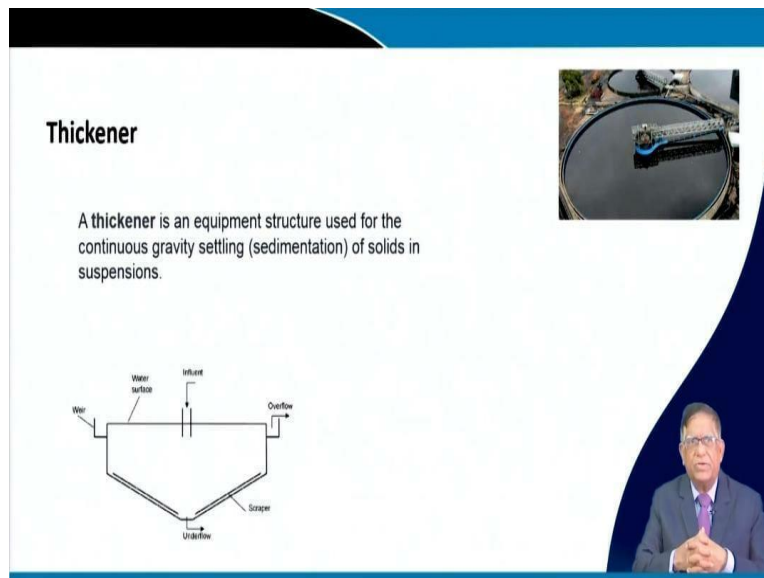 Thickener
A thickener is an equipment structure used for the
continuous gravity settling (sedimentation) of solids in
suspensions.
Influent
Water
surface
Weir
Overflow
Scraper
Underflow